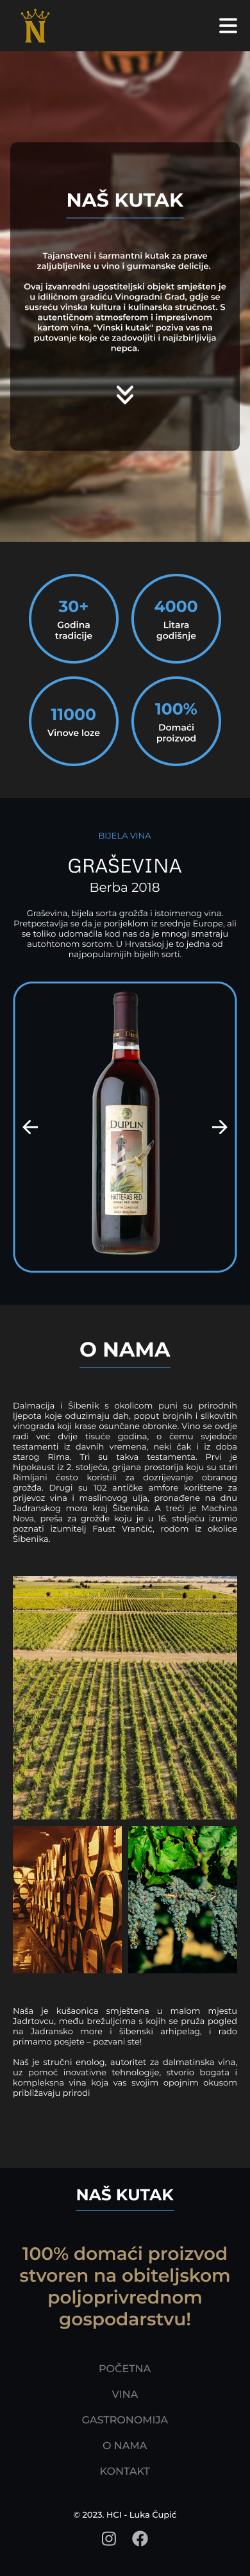 N
NAŠ KUTAK
Tajanstveni i šarmantni kutak za prave
zaljubljenike u vino i gurmanske delicije.
Ovaj izvanredni ugostiteljski objekt smješten je
u idiličnom gradiću Vinogradni Grad, gdje se
susreću vinska kultura i kulinarska stručnost. S
autentičnom atmosferom i impresivnom
kartom vina, "Vinski kutak" poziva vas na
putovanje koje će zadovoljiti i najizbirljivija
nepca.
30+
Godina
tradicije
4000
Litara
godišnje
11000
Vinove loze
100%
Domaći
proizvod
BIJELA VINA
GRAŠEVINA
Berba 2018
Graševina, bijela sorta grožđa i istoimenog vina.
Pretpostavlja se da je porijeklom iz srednje Europe, ali
se toliko udomaćila kod nas da je mnogi smatraju
autohtonom sortom. U Hrvatskoj je to jedna od
najpopularnijih bijelih sorti.
DUPLIN
HATTERAS RED
O NAMA
Dalmacija i Šibenik s okolicom puni su prirodnih
ljepota koje oduzimaju dah, poput brojnih i slikovitih
vinograda koji krase osunčane obronke. Vino se ovdje
radi već dvije tisuće godina, o čemu svjedoče
testamenti iz davnih vremena, neki čak i iz doba
starog Rima. Tri su takva testamenta. Prvi je
hipokaust iz 2. stoljeća, grijana prostorija koju su stari
Rimljani često koristili za dozrijevanje obranog
grožđa. Drugi su 102 antičke amfore korištene za
prijevoz vina i maslinovog ulja, pronađene na dnu
Jadranskog mora kraj Šibenika. A treći je Machina
Nova, preša za grožđe koju je u 16. stoljeću izumio
poznati izumitelj Faust Vrančić, rodom iz okolice
Šibenika.
Naša je kušaonica smještena u malom mjestu
Jadrtovcu, među brežuljcima s kojih se pruža pogled
na Jadransko more i šibenski arhipelag, i rado
primamo posjete – pozvani ste!
Naš je stručni enolog, autoritet za dalmatinska vina,
uz pomoć inovativne tehnologije, stvorio bogata i
kompleksna vina koja vas svojim opojnim okusom
približavaju prirodi
NAŠ KUTAK
100% domaći proizvod
stvoren na obiteljskom
poljoprivrednom
gospodarstvu!
POČETNA
VINA
GASTRONOMIJA
O NAMA
KONTAKT
© 2023. HCI - Luka Čupić